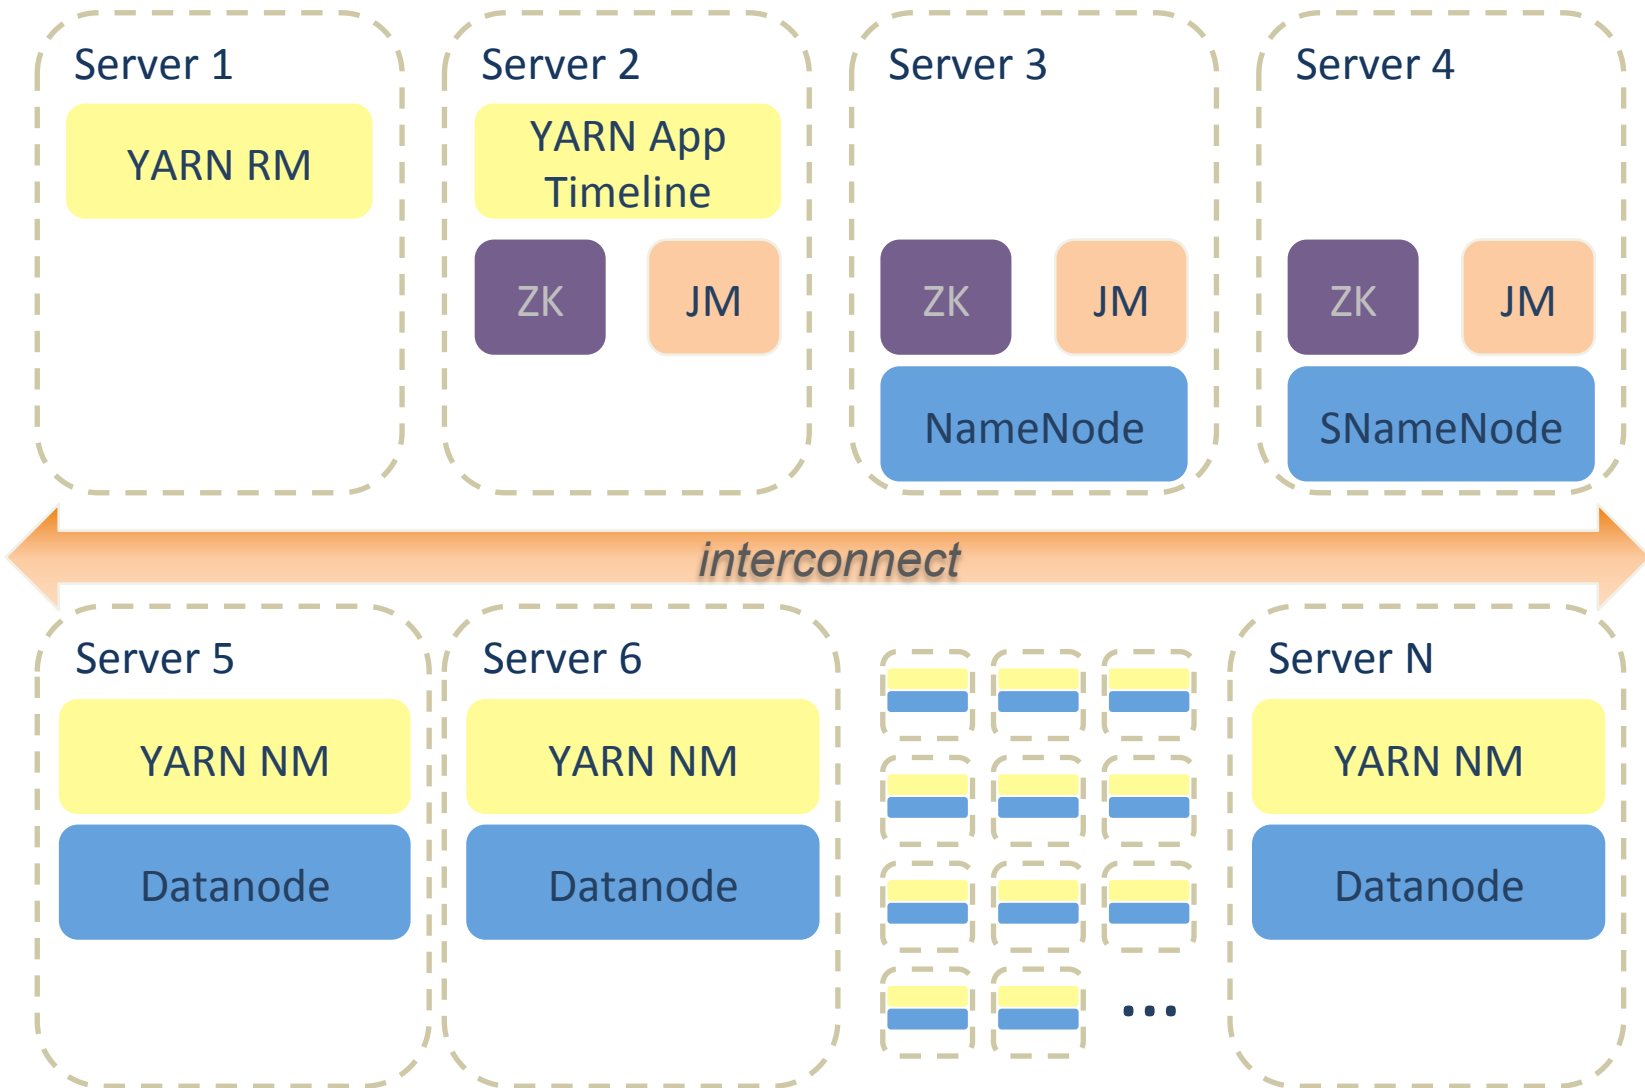 Server 1
YARN RM
Server 2
YARN App
Timeline
ZK
JM
Server 3
ZK
JM
NameNode
Server 4
ZK
JM
SNameNode
interconnect
Server 5
YARN NM
Datanode
Server 6
YARN NM
Datanode
...
Server N
YARN NM
Datanode